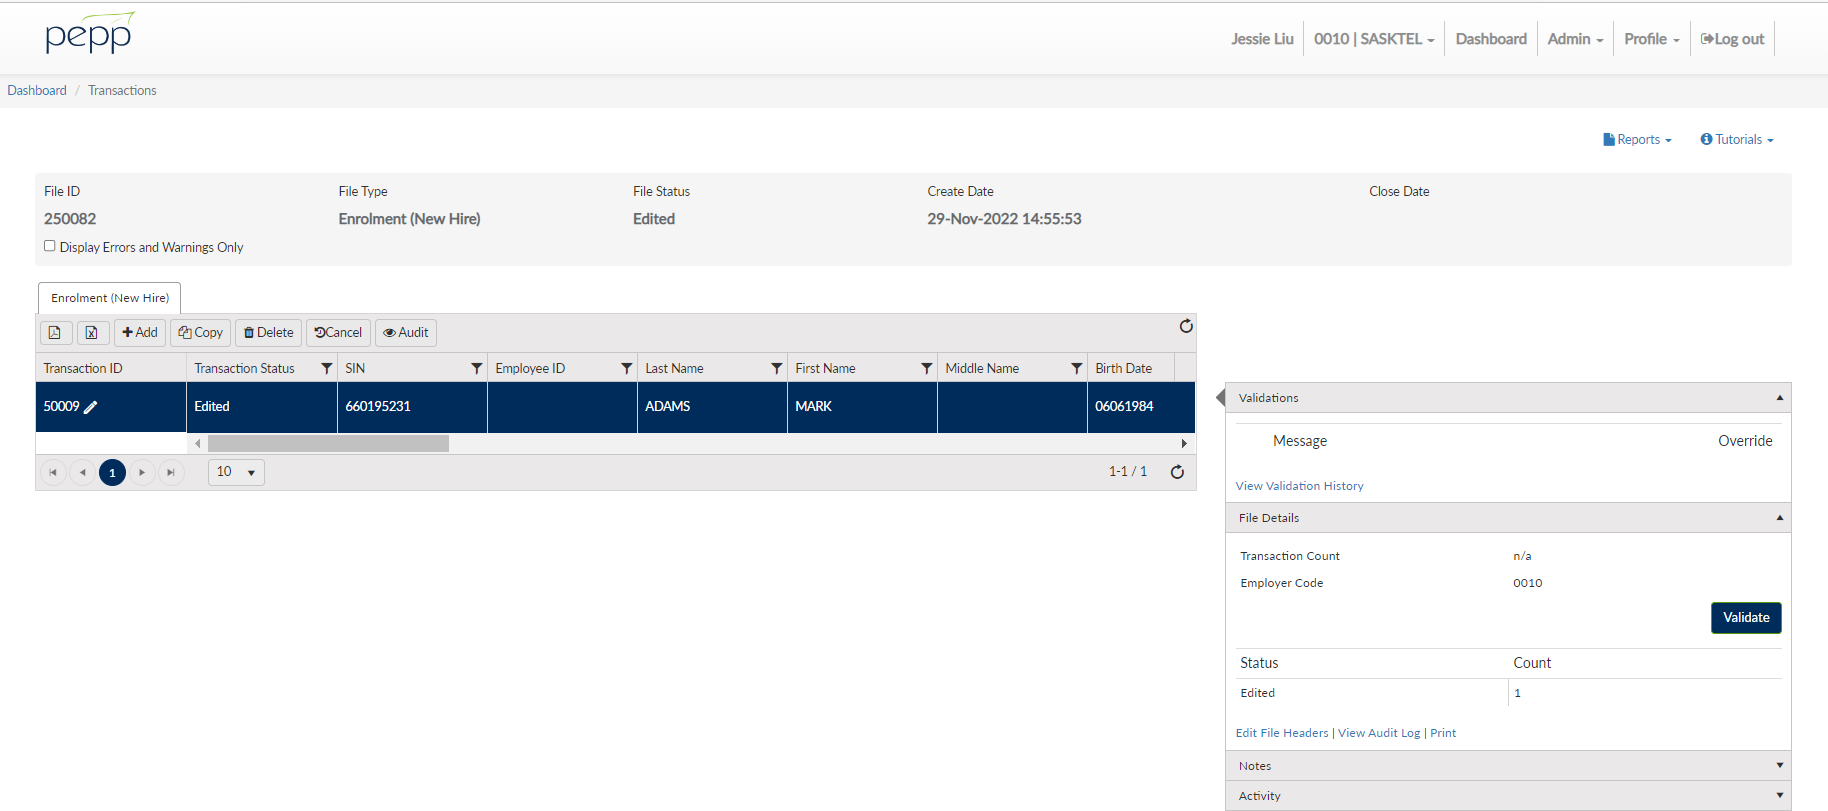 pepp
Jessie Liu 0010 | SASKTEL Dashboard Admin Profile Log out
Dashboard / Transactions
Reports Tutorials
File ID File Type File Status Create Date Close Date
250082 Enrolment (New Hire) Edited 29-Nov-2022 14:55:53
Display Errors and Warnings Only
Enrolment (New Hire)
Add Copy Delete Cancel Audit
Transaction ID Transaction Status SIN Employee ID Last Name First Name Middle Name Birth Date
50009 Edited 660195231 ADAMS MARK 06061984
1 10 1-1 / 1
Validations
Message Override
View Validation History
File Details
Transaction Count n/a
Employer Code 0010
Validate
Status Count
Edited 1
Edit File Headers | View Audit Log | Print
Notes
Activity